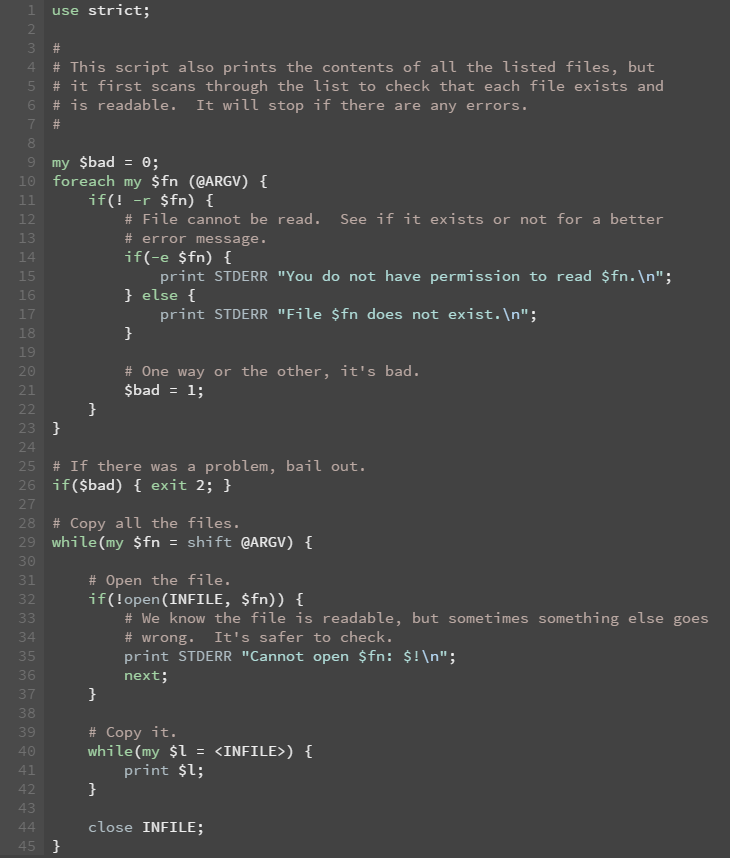 1 use strict;
2
3 #
4 # This script also prints the contents of all the listed files, but
5 # it first scans through the list to check that each file exists and
6 # is readable.  It will stop if there are any errors.
7 #
8
9 my $bad = 0;
10 foreach my $fn (@ARGV) {
11     if(! -r $fn) {
12         # File cannot be read.  See if it exists or not for a better
13         # error message.
14         if(-e $fn) {
15             print STDERR "You do not have permission to read $fn.\n";
16         } else {
17             print STDERR "File $fn does not exist.\n";
18         }
19
20         # One way or the other, it's bad.
21         $bad = 1;
22     }
23 }
24
25 # If there was a problem, bail out.
26 if($bad) { exit 2; }
27
28 # Copy all the files.
29 while(my $fn = shift @ARGV) {
30
31     # Open the file.
32     if(!open(INFILE, $fn)) {
33         # We know the file is readable, but sometimes something else goes
34         # wrong.  It's safer to check.
35         print STDERR "Cannot open $fn: $!\n";
36         next;
37     }
38
39     # Copy it.
40     while(my $l = <INFILE>) {
41         print $l;
42     }
43
44     close INFILE;
45 }